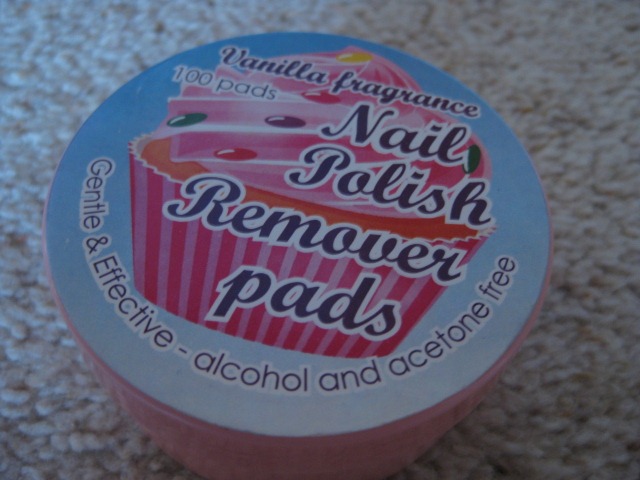 Vanilla fragrance
100 pads
Nail
Polish
Remover
pads
Gentle & Effective - alcohol and acetone free